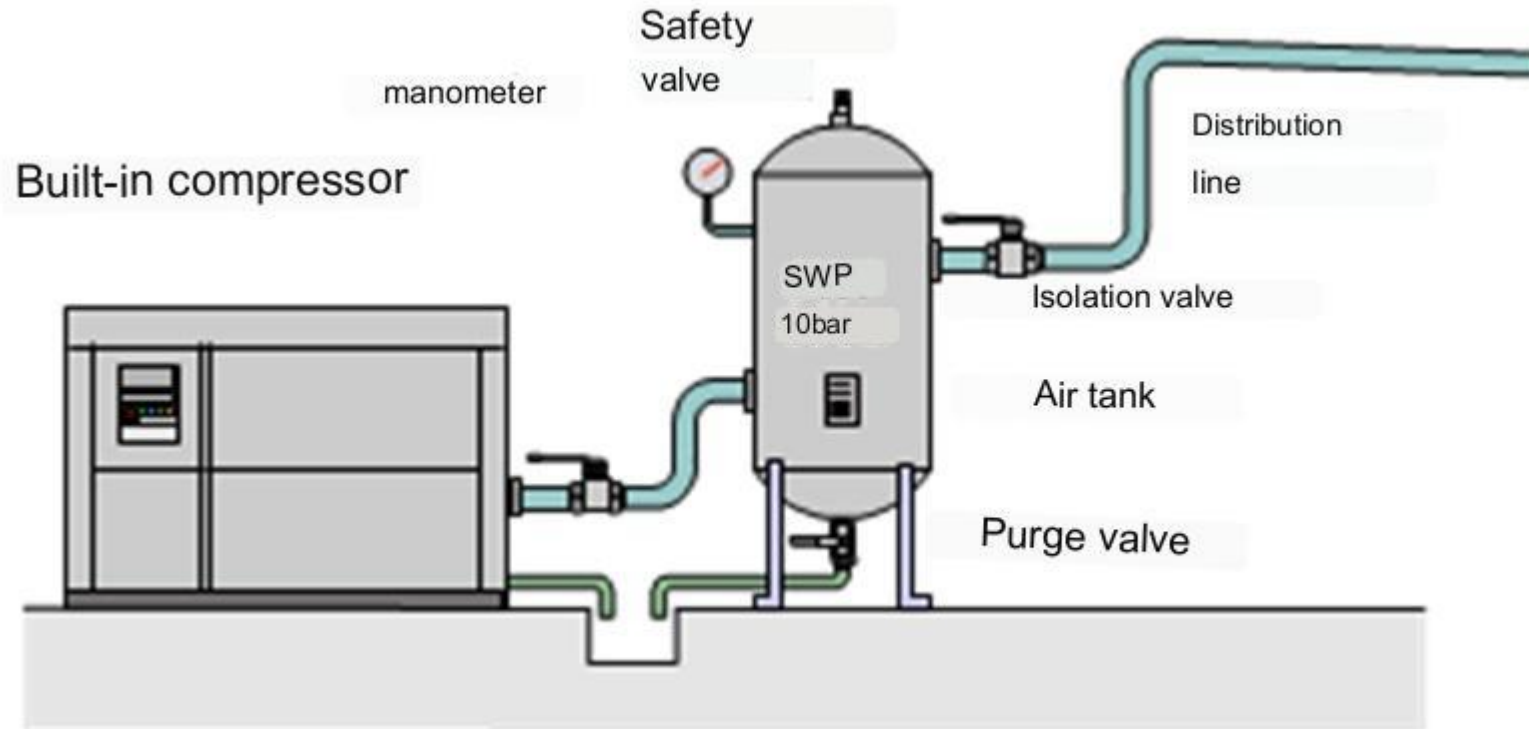 Safety
valve
manometer
Built-in compressor
Distribution
line
SWP
10bar
Isolation valve
Air tank
Purge valve